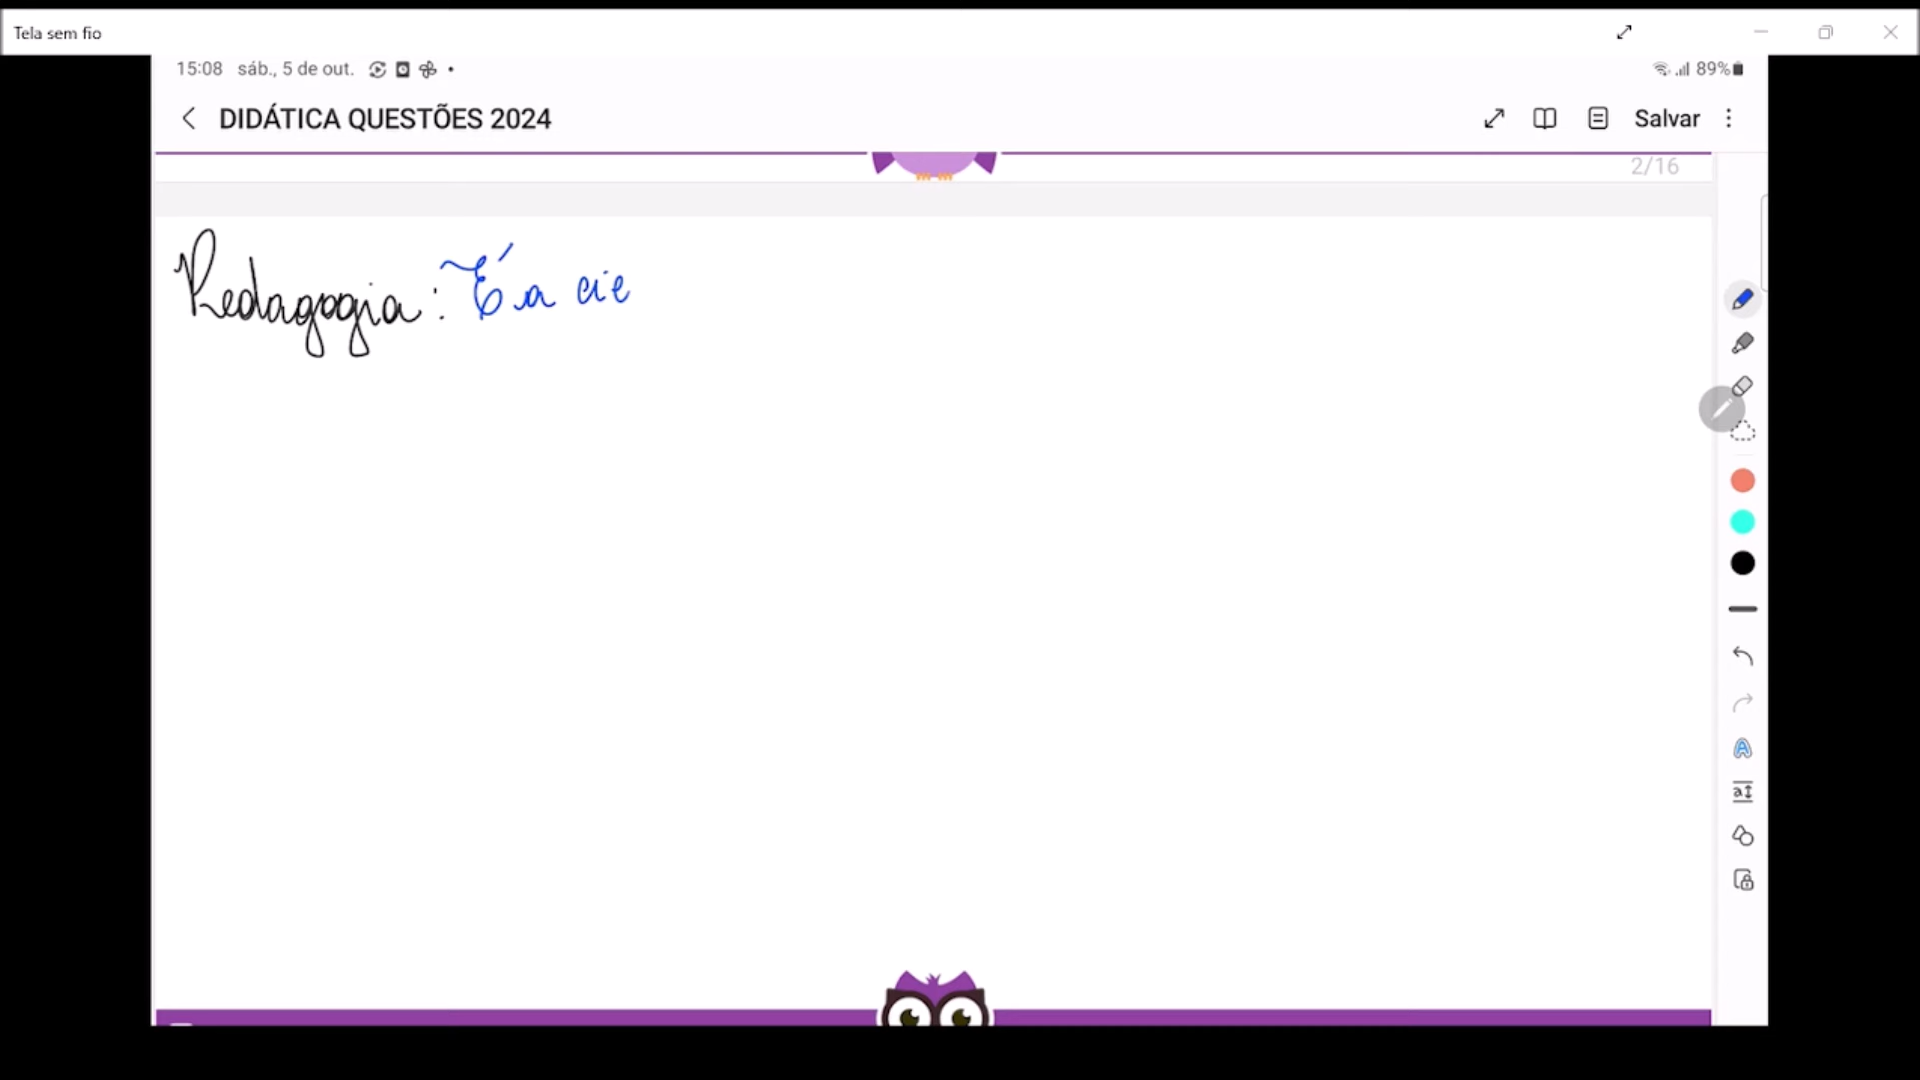 Tela sem fio
15:08 sáb., 5 de out. 89%
DIDÁTICA QUESTÕES 2024 Salvar
2/16
Pedagogia: É a cie